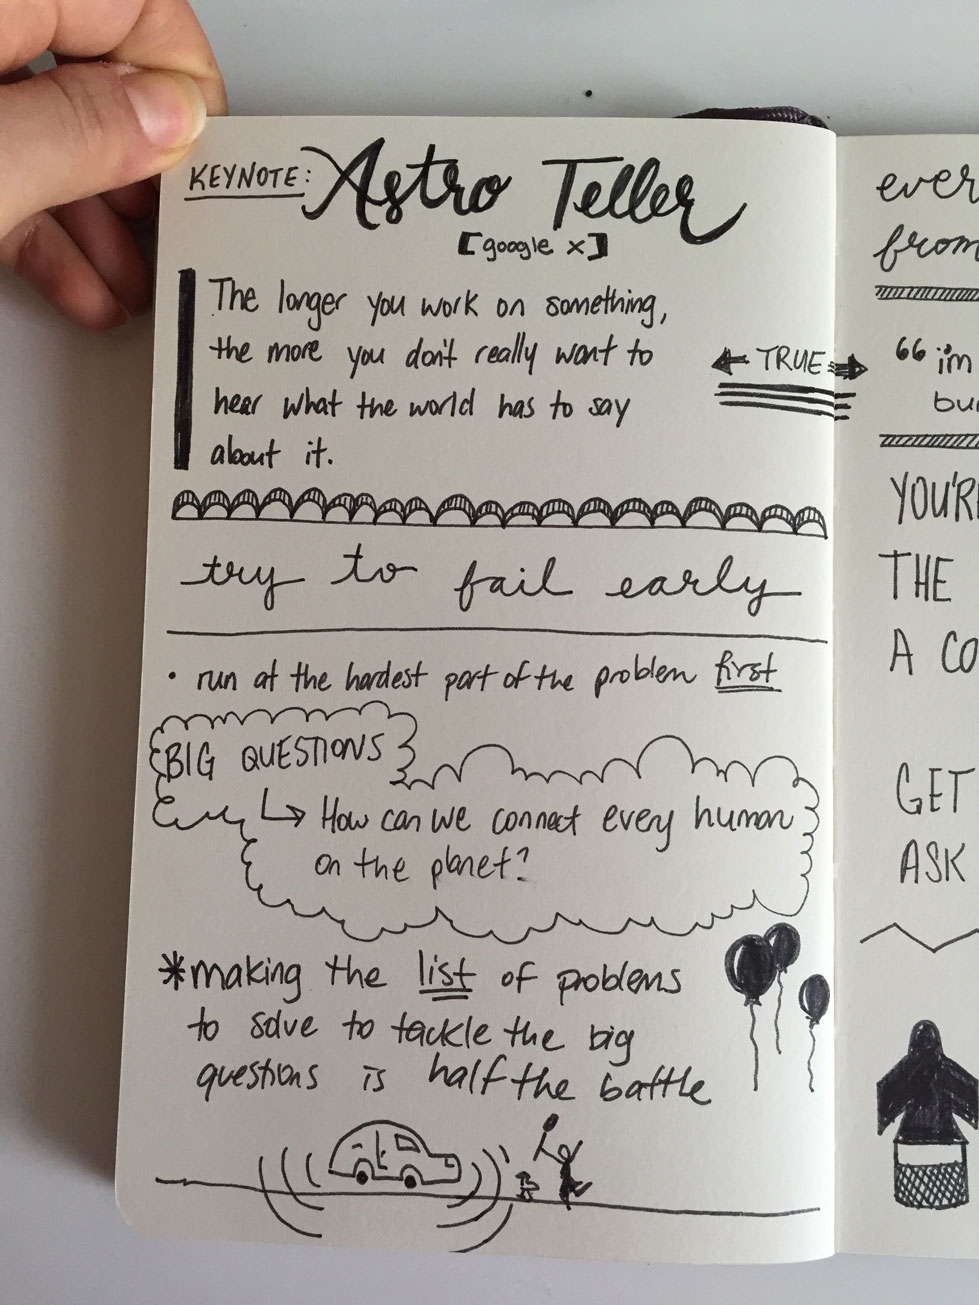 KEYNOTE: Astro Teller
[google x]
The longer you work on something,
the more you don't really want to
hear what the world has to say
about it.
TRUE
try to fail early
• run at the hardest part of the problem first
BIG QUESTIONS
↳ How can we connect every human
on the planet?
*making the list of problems
to solve to tackle the big
questions is half the battle
ever
from
“ i'm
bu
YOU'R
THE
A CO
GET
ASK